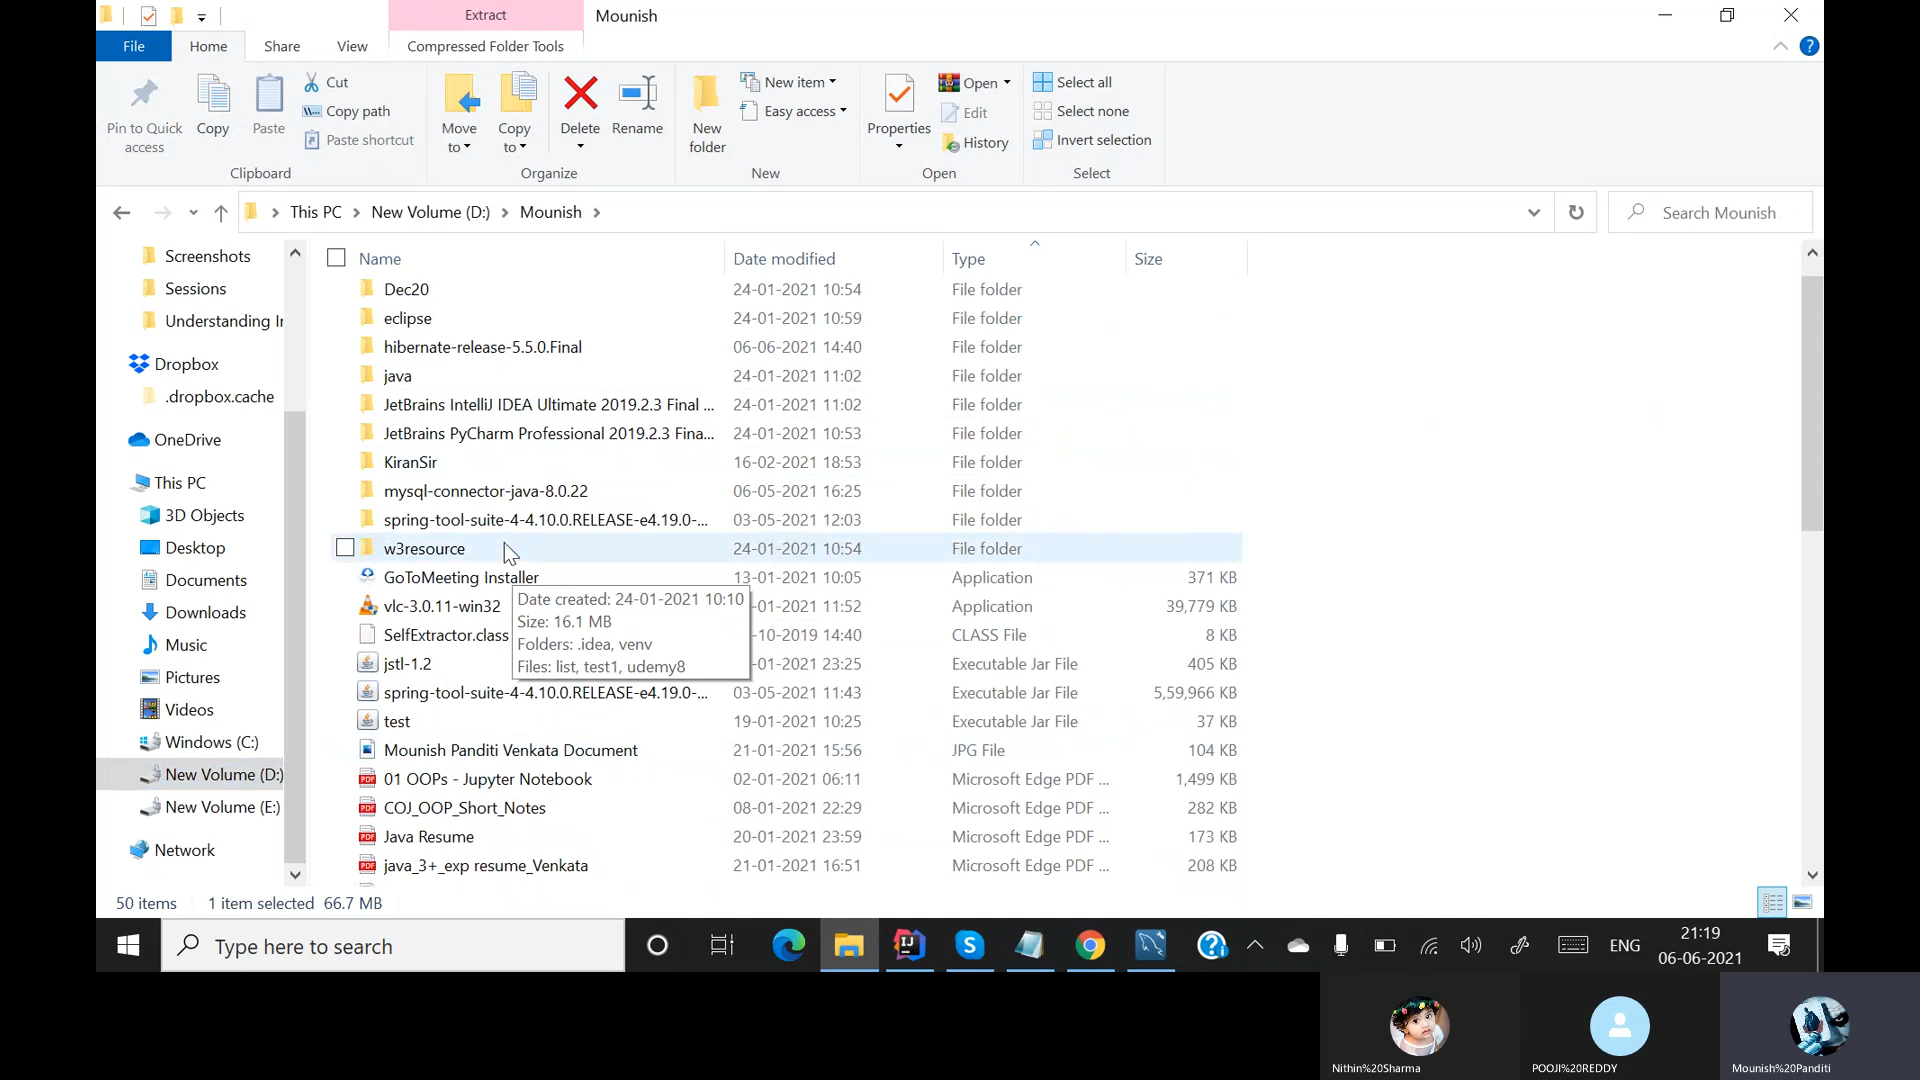 Extract
Mounish
File
Home
Share
View
Compressed Folder Tools
?
Pin to Quick access
Copy
Paste
Cut
Copy path
Paste shortcut
Move to
Copy to
Delete
Rename
New folder
New item
Easy access
Properties
Open
Edit
History
Select all
Select none
Invert selection
Clipboard
Organize
New
Open
Select
This PC > New Volume (D:) > Mounish >
Search Mounish
Screenshots
Sessions
Understanding In
Dropbox
.dropbox.cache
OneDrive
This PC
3D Objects
Desktop
Documents
Downloads
Music
Pictures
Videos
Windows (C:)
New Volume (D:)
New Volume (E:)
Network
Name Date modified Type Size
Dec20 24-01-2021 10:54 File folder
eclipse 24-01-2021 10:59 File folder
hibernate-release-5.5.0.Final 06-06-2021 14:40 File folder
java 24-01-2021 11:02 File folder
JetBrains IntelliJ IDEA Ultimate 2019.2.3 Final ... 24-01-2021 11:02 File folder
JetBrains PyCharm Professional 2019.2.3 Fina... 24-01-2021 10:53 File folder
KiranSir 16-02-2021 18:53 File folder
mysql-connector-java-8.0.22 06-05-2021 16:25 File folder
spring-tool-suite-4-4.10.0.RELEASE-e4.19.0-... 03-05-2021 12:03 File folder
w3resource 24-01-2021 10:54 File folder
GoToMeeting Installer 13-01-2021 10:05 Application 371 KB
vlc-3.0.11-win32 -01-2021 11:52 Application 39,779 KB
SelfExtractor.class -10-2019 14:40 CLASS File 8 KB
jstl-1.2 -01-2021 23:25 Executable Jar File 405 KB
spring-tool-suite-4-4.10.0.RELEASE-e4.19.0-... 03-05-2021 11:43 Executable Jar File 5,59,966 KB
test 19-01-2021 10:25 Executable Jar File 37 KB
Mounish Panditi Venkata Document 21-01-2021 15:56 JPG File 104 KB
01 OOPs - Jupyter Notebook 02-01-2021 06:11 Microsoft Edge PDF ... 1,499 KB
COJ_OOP_Short_Notes 08-01-2021 22:29 Microsoft Edge PDF ... 282 KB
Java Resume 20-01-2021 23:59 Microsoft Edge PDF ... 173 KB
java_3+_exp resume_Venkata 21-01-2021 16:51 Microsoft Edge PDF ... 208 KB
Date created: 24-01-2021 10:10
Size: 16.1 MB
Folders: .idea, venv
Files: list, test1, udemy8
50 items 1 item selected 66.7 MB
Type here to search
ENG
21:19
06-06-2021
Nithin%20Sharma
POOJI%20REDDY
Mounish%20Panditi